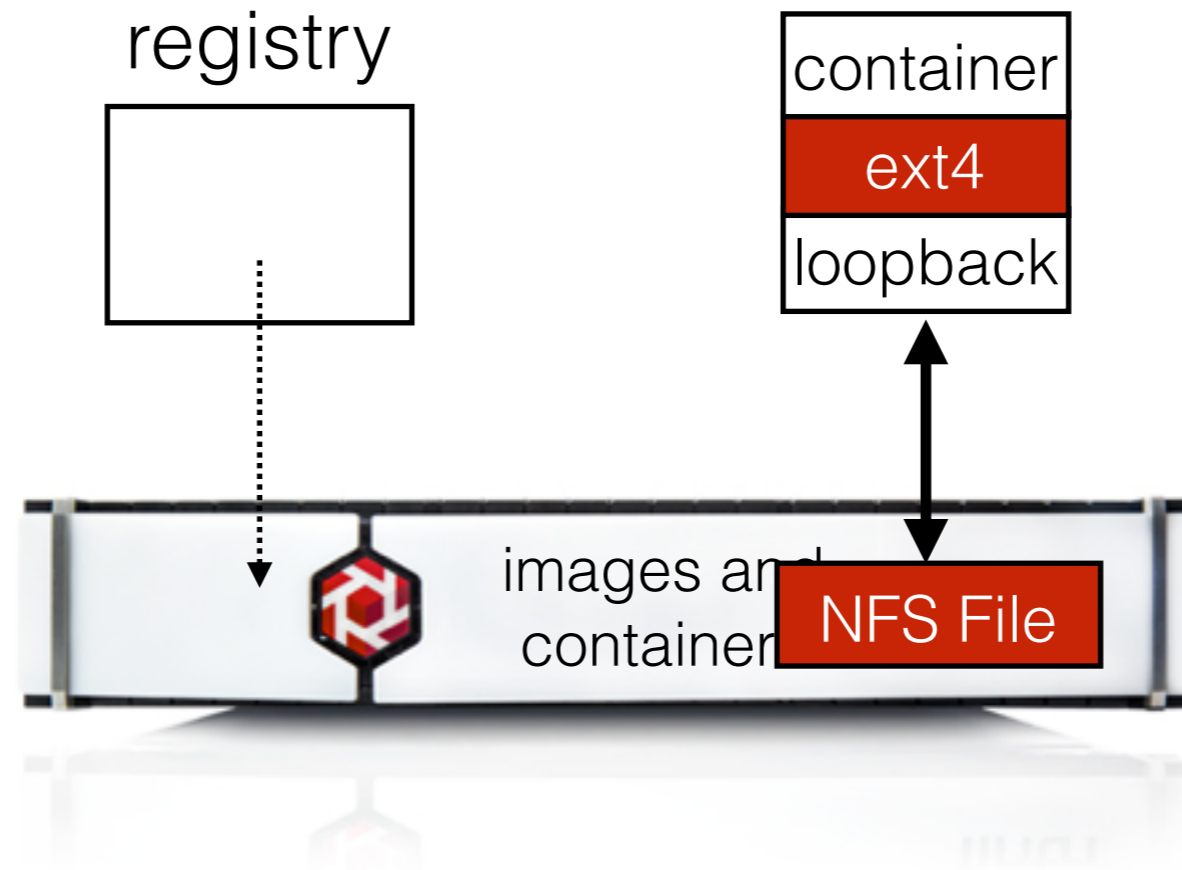 registry
container
ext4
loopback
images and
container
NFS File